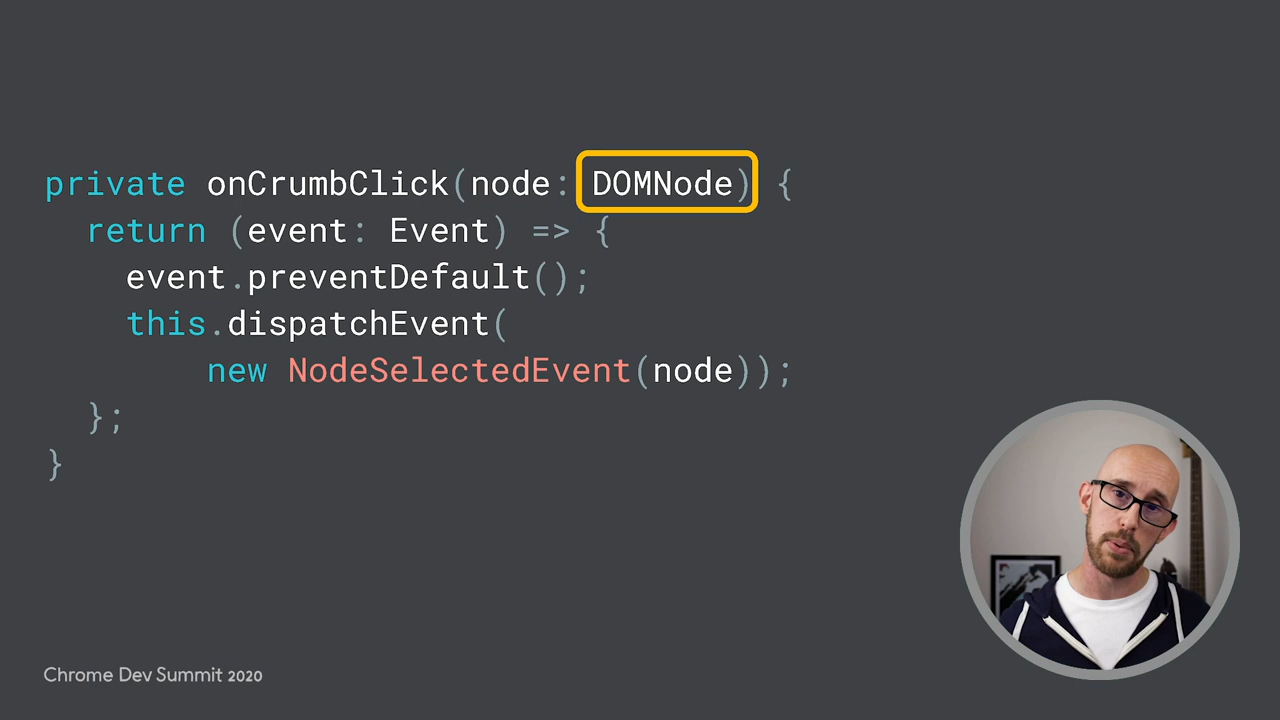 private onCrumbClick(node: DOMNode) {
return (event: Event) => {
event.preventDefault();
this.dispatchEvent(
new NodeSelectedEvent(node));
};
}
Chrome Dev Summit 2020